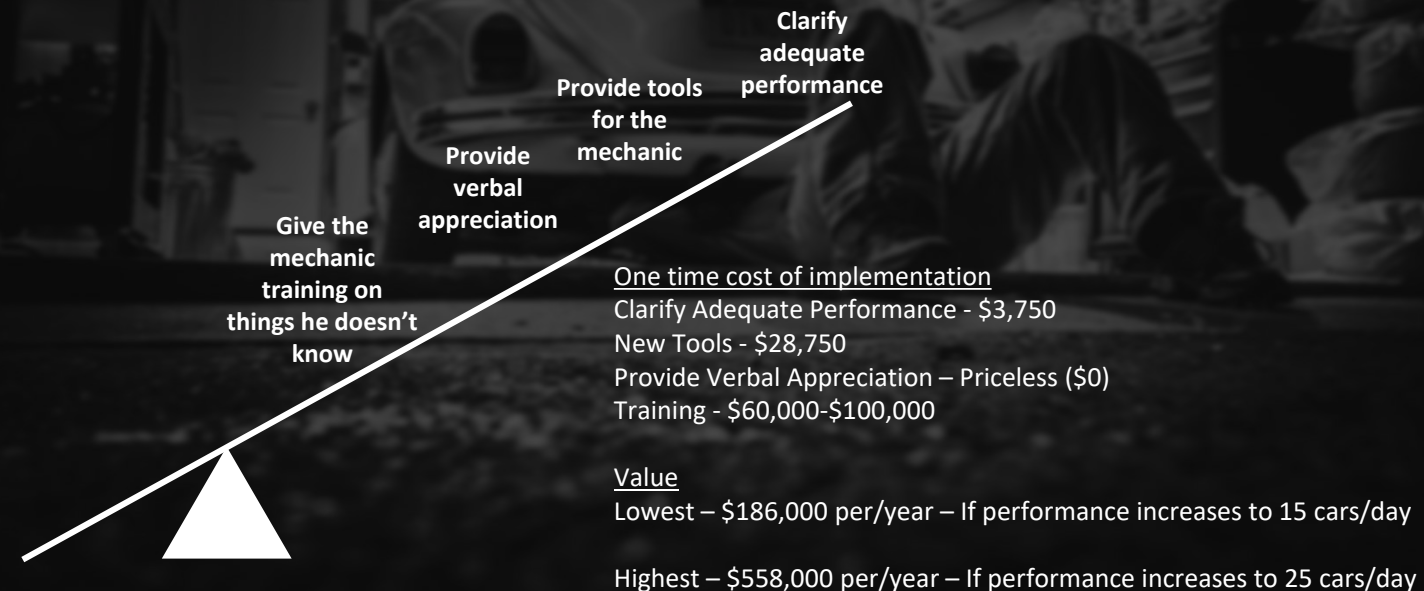 Clarify
adequate
performance
Provide tools
for the
mechanic
Provide
verbal
appreciation
Give the
mechanic
training on
things he doesn’t
know
One time cost of implementation
Clarify Adequate Performance - $3,750
New Tools - $28,750
Provide Verbal Appreciation – Priceless ($0)
Training - $60,000-$100,000
Value
Lowest – $186,000 per/year – If performance increases to 15 cars/day
Highest – $558,000 per/year – If performance increases to 25 cars/day